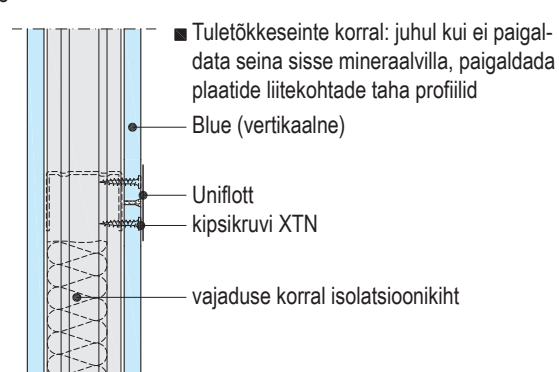 ■ Tuletõkkeseinte korral: juhul kui ei paigal-
data seina sisse mineraalvilla, paigaldada
plaatide liitekohtade taha profiilid
Blue (vertikaalne)
Uniflott
kipsikruvi XTN
vajaduse korral isolatsioonikiht